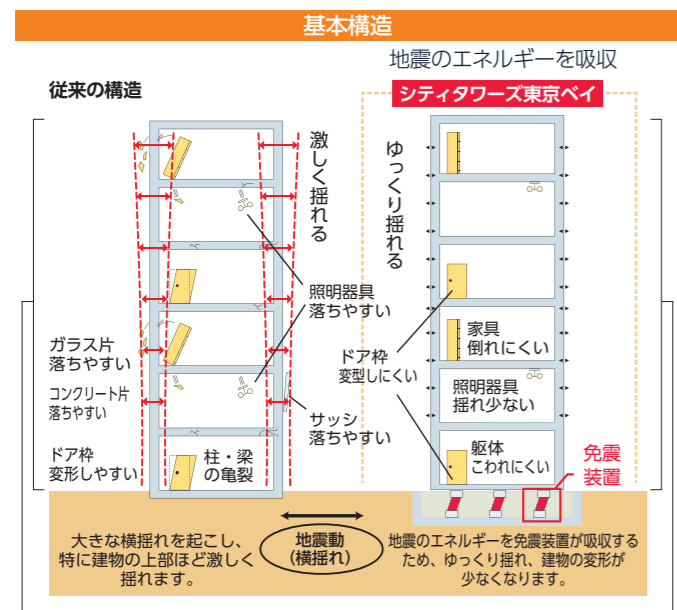 基本構造
従来の構造
地震のエネルギーを吸収
シティタワーズ東京ベイ
激しく揺れる
照明器具
落ちやすい
ガラス片
落ちやすい
コンクリート片
落ちやすい
サッシ
落ちやすい
ドア枠
変形しやすい
柱・梁
の亀裂
ゆっくり揺れる
ドア枠
変型しにくい
家具
倒れにくい
照明器具
揺れ少ない
躯体
こわれにくい
免震
装置
大きな横揺れを起こし、
特に建物の上部ほど激しく
揺れます。
地震動
(横揺れ)
地震のエネルギーを免震装置が吸収する
ため、ゆっくり揺れ、建物の変形が
少なくなります。